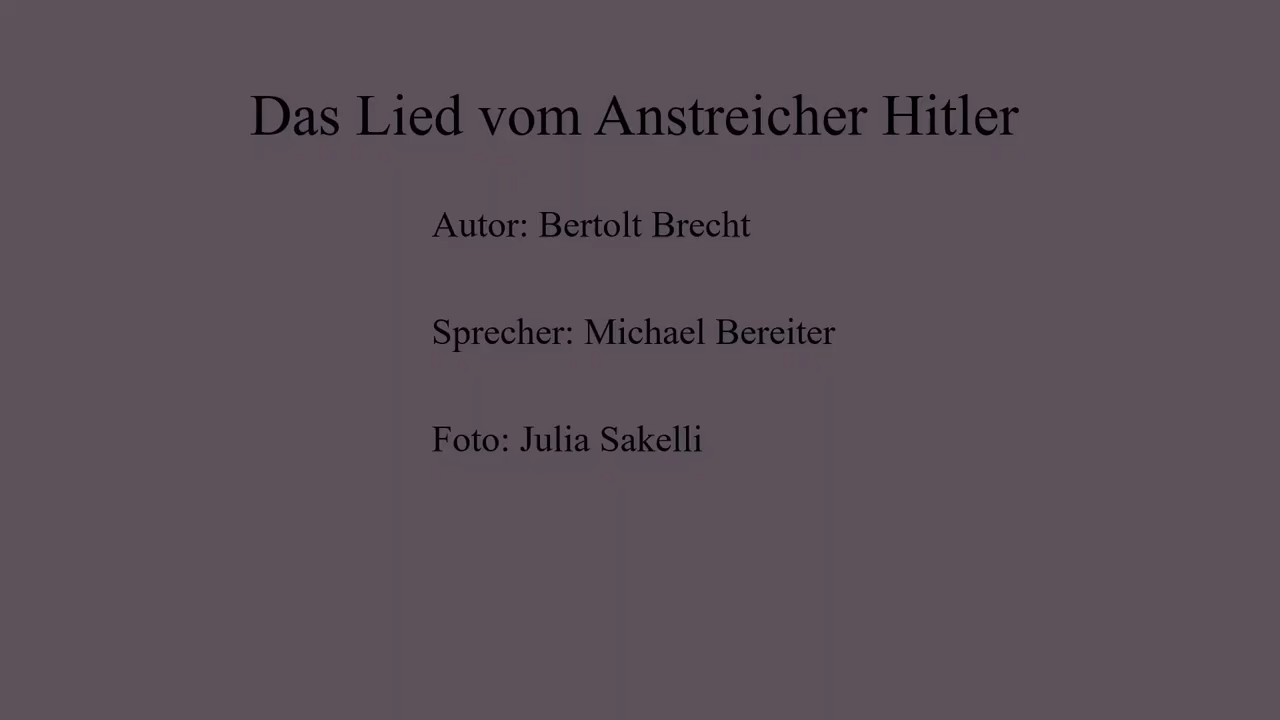 Das Lied vom Anstreicher Hitler
Autor: Bertolt Brecht
Sprecher: Michael Bereiter
Foto: Julia Sakelli